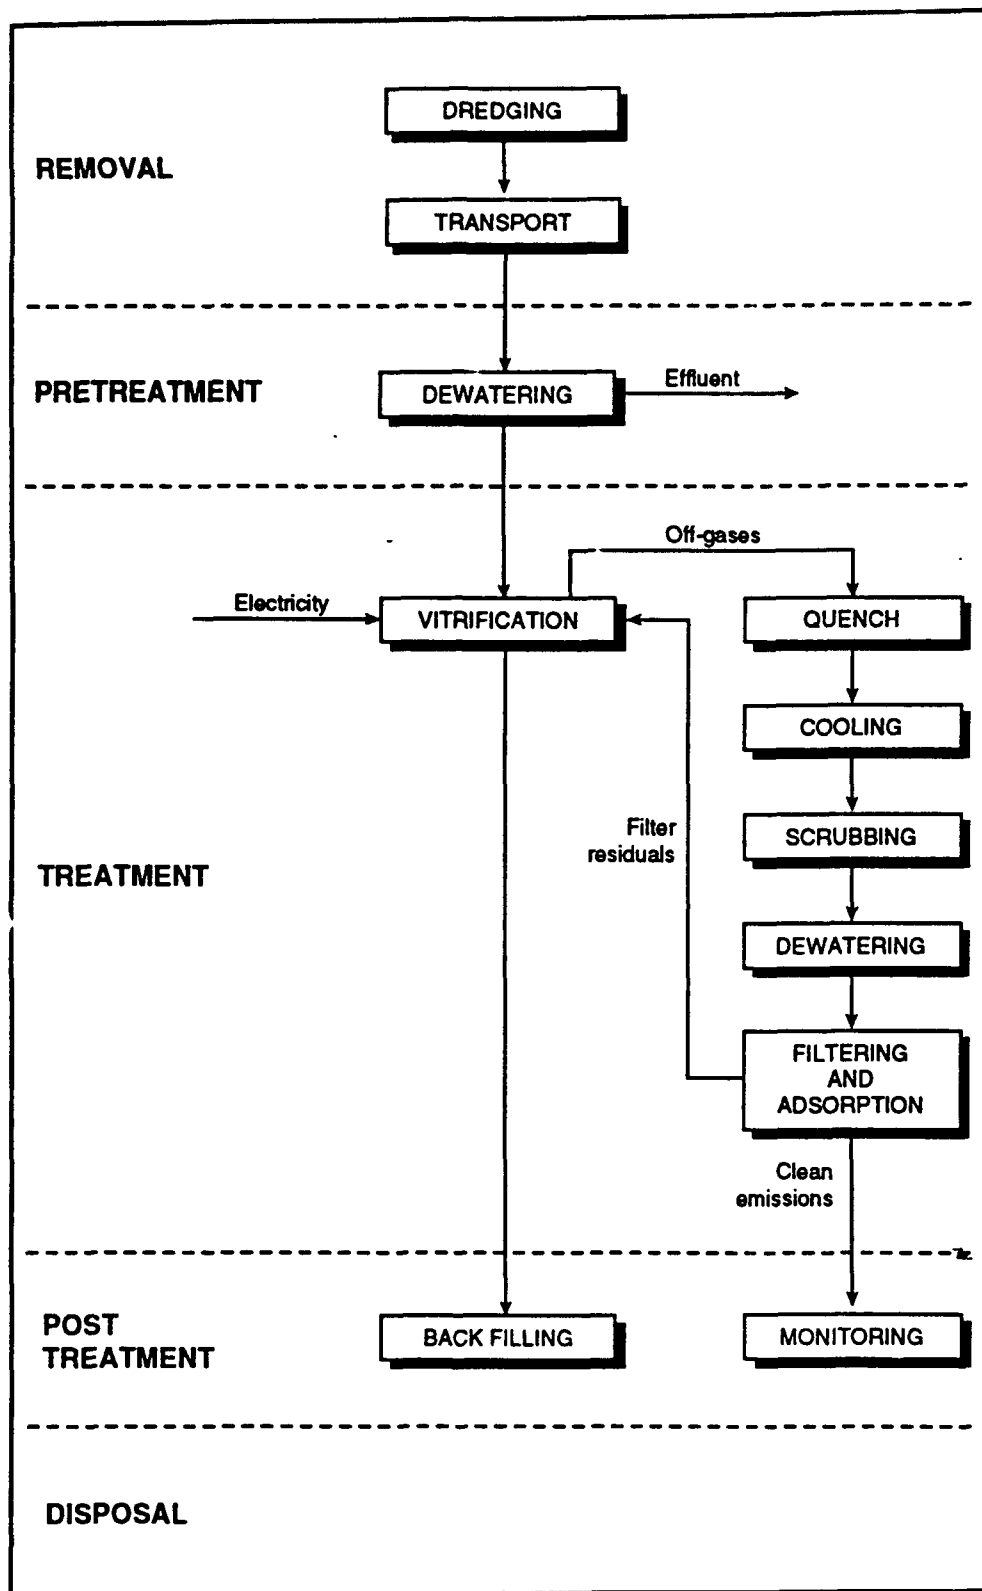 DREDGING
REMOVAL
TRANSPORT
PRETREATMENT
DEWATERING
Effluent
Off-gases
Electricity
VITRIFICATION
QUENCH
COOLING
Filter
residuals
SCRUBBING
TREATMENT
DEWATERING
FILTERING
AND
ADSORPTION
Clean
emissions
POST
TREATMENT
BACK FILLING
MONITORING
DISPOSAL